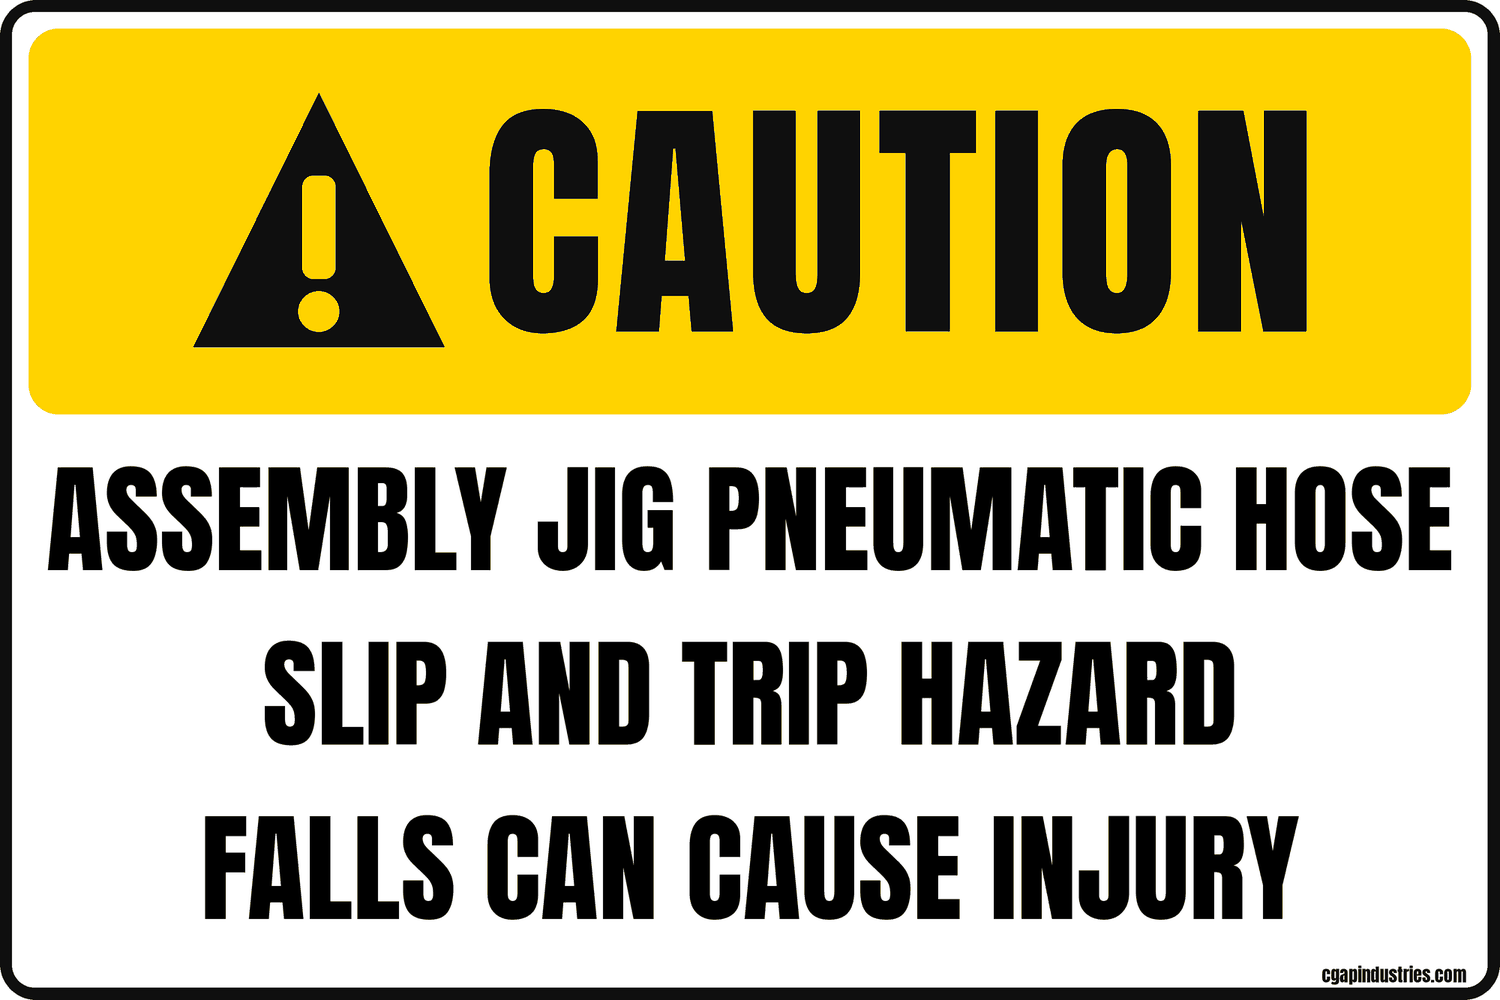 CAUTION
ASSEMBLY JIG PNEUMATIC HOSE
SLIP AND TRIP HAZARD
FALLS CAN CAUSE INJURY
cgapindustries.com